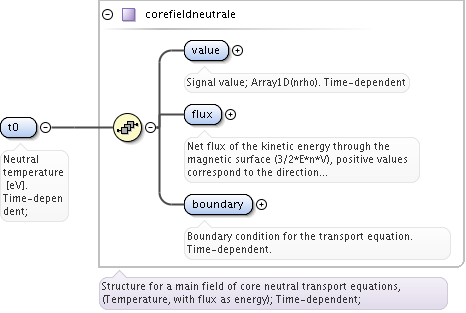 corefieldneutrale
value
Signal value; Array1D(nrho). Time-dependent
t0
Neutral
temperature
[eV].
Time-depen
dent;
flux
Net flux of the kinetic energy through the
magnetic surface (3/2*E*n*V), positive values
correspond to the direction...
boundary
Boundary condition for the transport equation.
Time-dependent.
Structure for a main field of core neutral transport equations,
(Temperature, with flux as energy); Time-dependent;